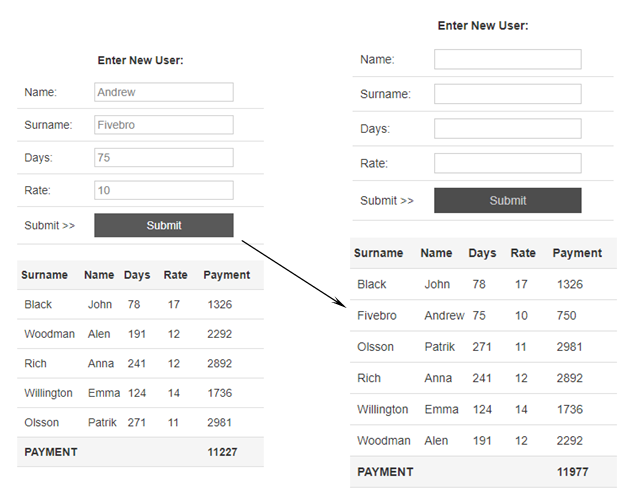 Enter New User:
Name: Andrew
Surname: Fivebro
Days: 75
Rate: 10
Submit >> Submit
Surname Name Days Rate Payment
Black John 78 17 1326
Woodman Alen 191 12 2292
Rich Anna 241 12 2892
Willington Emma 124 14 1736
Olsson Patrik 271 11 2981
PAYMENT 11227
Enter New User:
Name:
Surname:
Days:
Rate:
Submit >> Submit
Surname Name Days Rate Payment
Black John 78 17 1326
Fivebro Andrew 75 10 750
Olsson Patrik 271 11 2981
Rich Anna 241 12 2892
Willington Emma 124 14 1736
Woodman Alen 191 12 2292
PAYMENT 11977